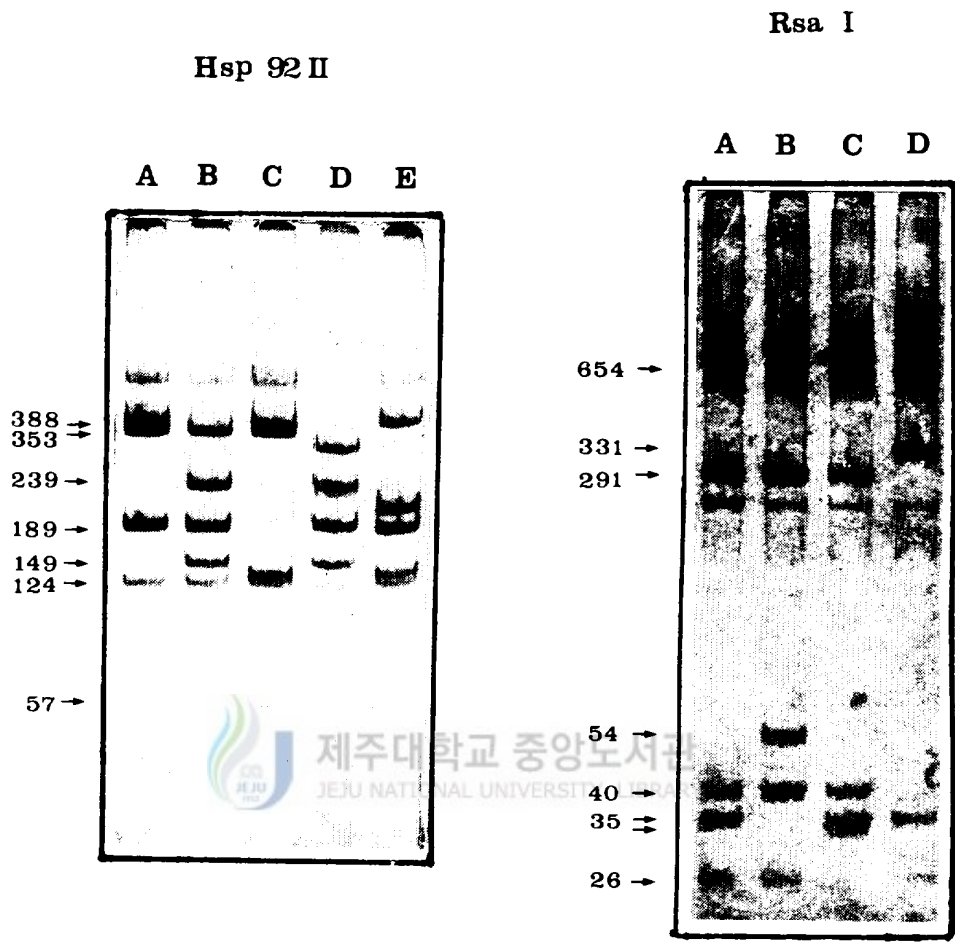 Rsa I
Hsp 92 II
A B C D
A B C D E
654 →
388 →
353 →
331 →
291 →
239 →
189 →
149 →
124 →
57 →
54 →
제주대학교 중앙도서관
JEJU NATIONAL UNIVERSITY LIBRARY
JEJU
40 →
35 →
→
26 →